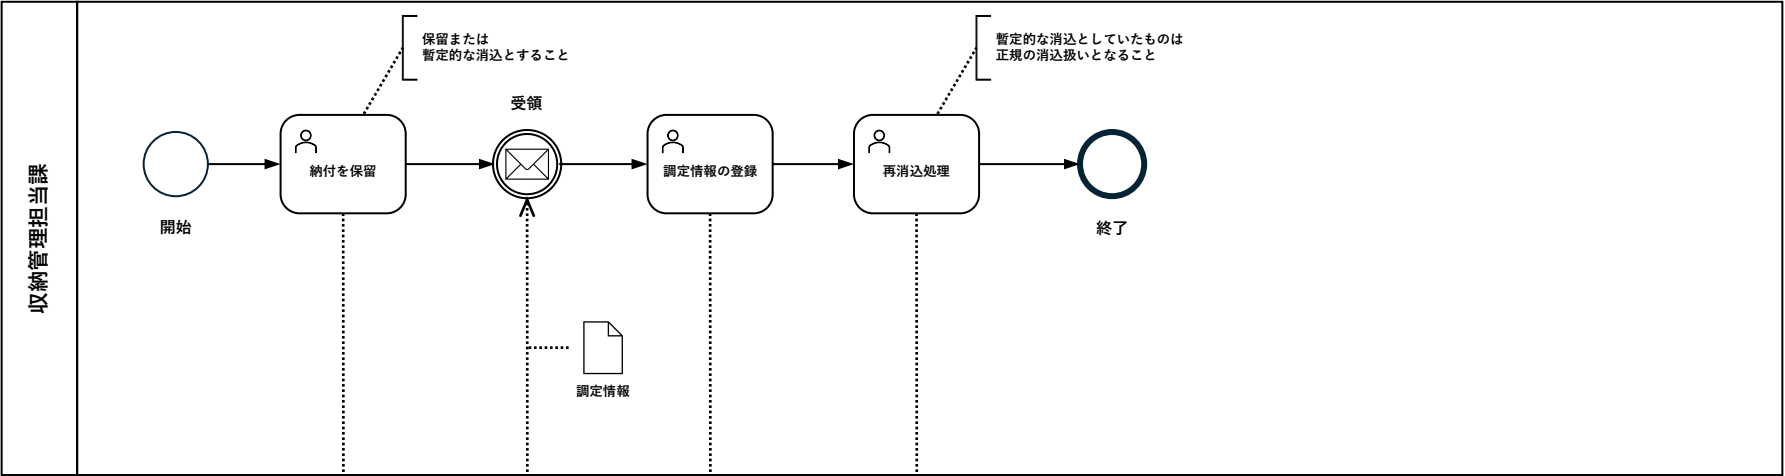 収納管理担当課
保留または
暫定的な消込とすること
暫定的な消込としていたものは
正規の消込扱いとなること
受領
納付を保留
調定情報の登録
再消込処理
開始
終了
調定情報